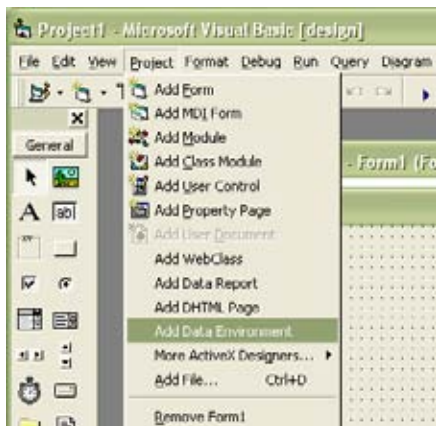 Project1 - Microsoft Visual Basic [design]
File Edit View Project Format Debug Run Query Diagram
Add Form
Add MDI Form
Add Module
General
Add Class Module
- Form1 (Fo
Add User Control
Add Property Page
Add User Document
Add WebClass
Add Data Report
Add DHTML Page
Add Data Environment
More ActiveX Designers...
Add File... Ctrl+D
Remove Form1